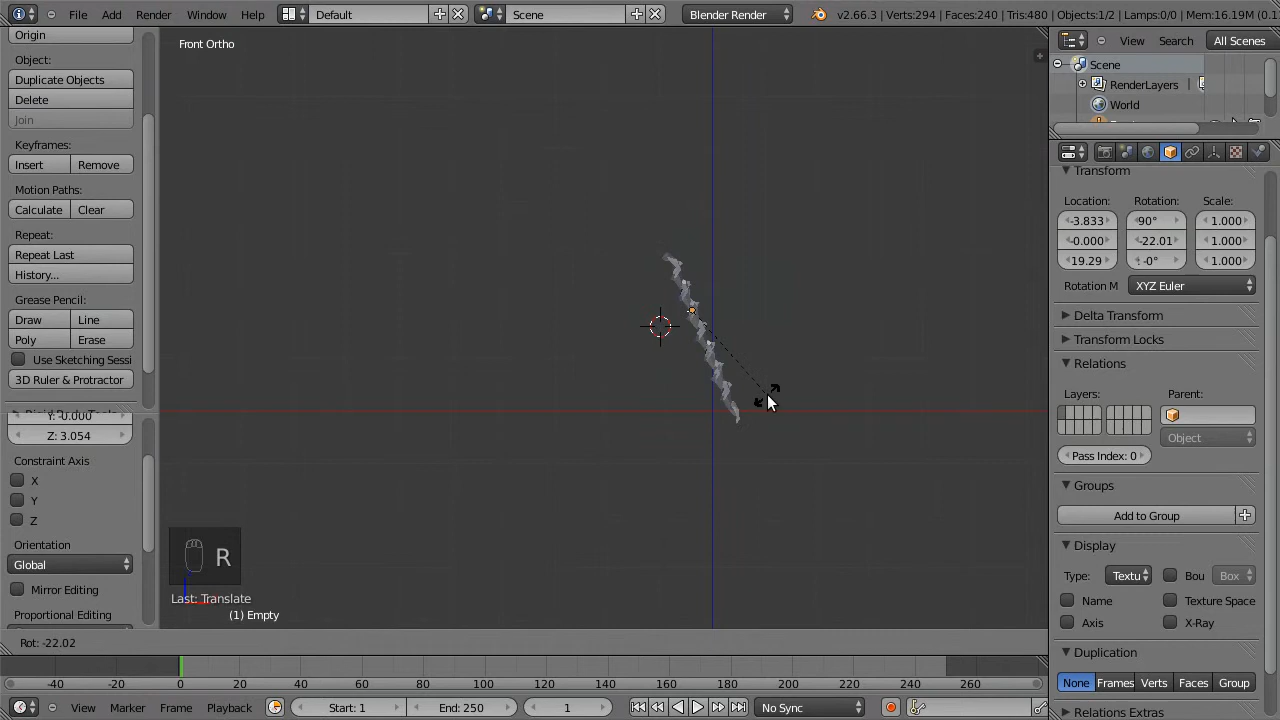 File Add Render Window Help Default Scene Blender Render v2.66.3 | Verts:294 | Faces:240 | Tris:480 | Objects:1/2 | Lamps:0/0 | Mem:16.19M (0.1
Origin
Object:
Duplicate Objects
Delete
Join
Keyframes:
Insert Remove
Motion Paths:
Calculate Clear
Repeat:
Repeat Last
History...
Grease Pencil:
Draw Line
Poly Erase
Use Sketching Sessi
3D Ruler & Protractor
Z: 3.054
Constraint Axis
X
Y
Z
Orientation
Global
Mirror Editing
Proportional Editing
Front Ortho
R
Last: Translate
(1) Empty
Rot: -22.02
-40 -20 0 20 40 60 80 100 120 140 160 180 200 220 240 260
View Marker Frame Playback Start: 1 End: 250 1 No Sync
View Search All Scenes
Scene
RenderLayers
World
Transform
Location: Rotation: Scale:
-3.833 90° 1.000
-0.000 -22.01 1.000
19.29 -0° 1.000
Rotation M XYZ Euler
Delta Transform
Transform Locks
Relations
Layers: Parent:
Object
Pass Index: 0
Groups
Add to Group
Display
Type: Textu Bou Box
Name Texture Space
Axis X-Ray
Duplication
None Frames Verts Faces Group
Relations Extras